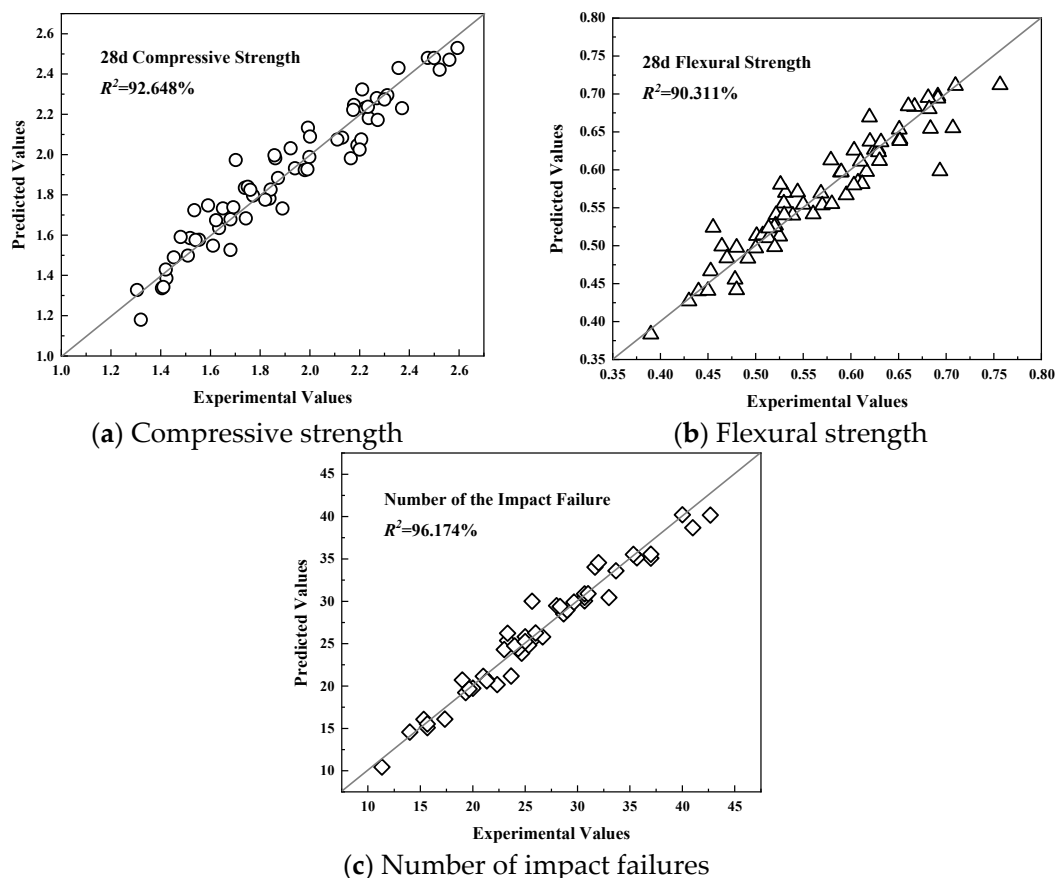 28d Compressive Strength
R²=92.648%
Predicted Values
2.6
2.4
2.2
2.0
1.8
1.6
1.4
1.2
1.0
1.0 1.2 1.4 1.6 1.8 2.0 2.2 2.4 2.6
Experimental Values
(a) Compressive strength
28d Flexural Strength
R²=90.311%
Predicted Values
0.80
0.75
0.70
0.65
0.60
0.55
0.50
0.45
0.40
0.35
0.35 0.40 0.45 0.50 0.55 0.60 0.65 0.70 0.75 0.80
Experimental Values
(b) Flexural strength
Number of the Impact Failure
R²=96.174%
Predicted Values
45
40
35
30
25
20
15
10
10 15 20 25 30 35 40 45
Experimental Values
(c) Number of impact failures